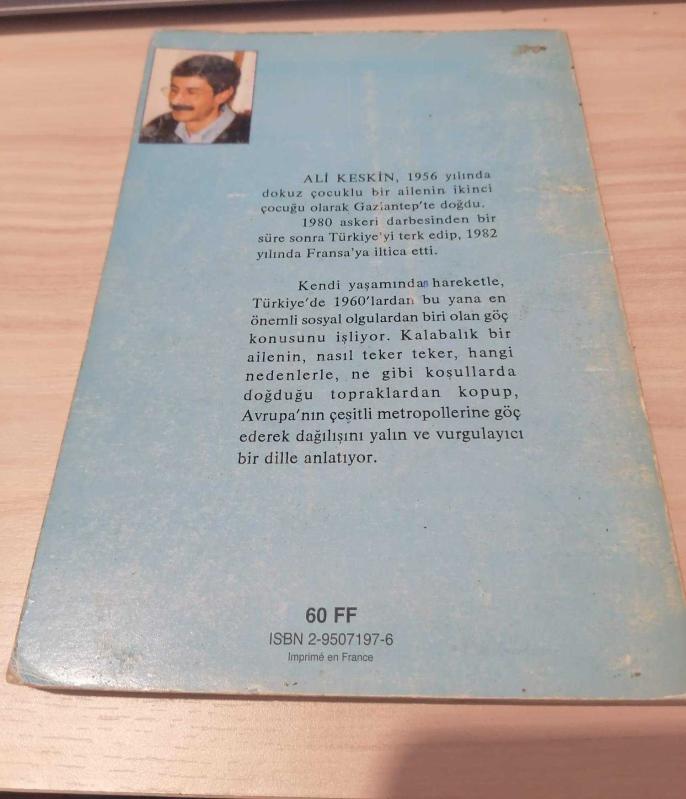 ALİ KESKİN, 1956 yılında
dokuz çocuklu bir ailenin ikinci
çocuğu olarak Gaziantep'te doğdu.
1980 askeri darbesinden bir
süre sonra Türkiye'yi terk edip, 1982
yılında Fransa'ya iltica etti.
Kendi yaşamından hareketle,
Türkiye'de 1960'lardan bu yana en
önemli sosyal olgulardan biri olan göç
konusunu işliyor. Kalabalık bir
ailenin, nasıl teker teker, hangi
nedenlerle, ne gibi koşullarda
doğduğu topraklardan kopup,
Avrupa'nın çeşitli metropollerine göç
ederek dağılışını yalın ve vurgulayıcı
bir dille anlatıyor.
60 FF
ISBN 2-9507197-6
Imprimé en France